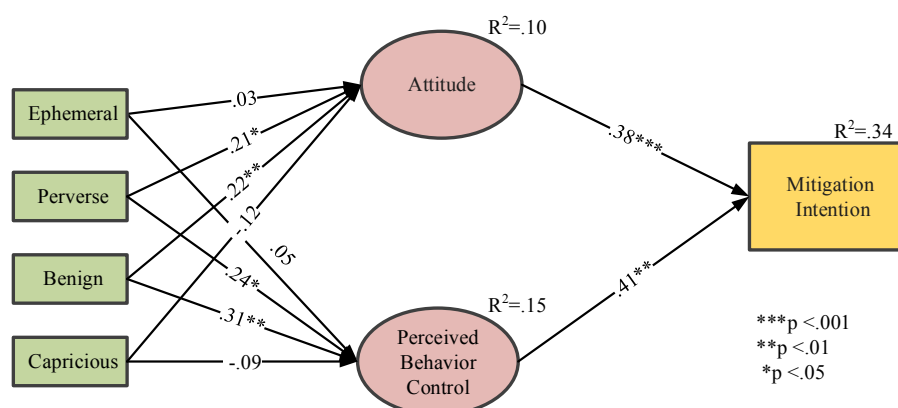 R²=.10
Attitude
Ephemeral
.03
R²=.34
.21*
.38***
Perverse
.22**
Mitigation
Intention
-.12
.05
Benign
.24*
.41**
R²=.15
.31**
***p <.001
Perceived
Behavior
Control
**p <.01
Capricious
-.09
*p <.05